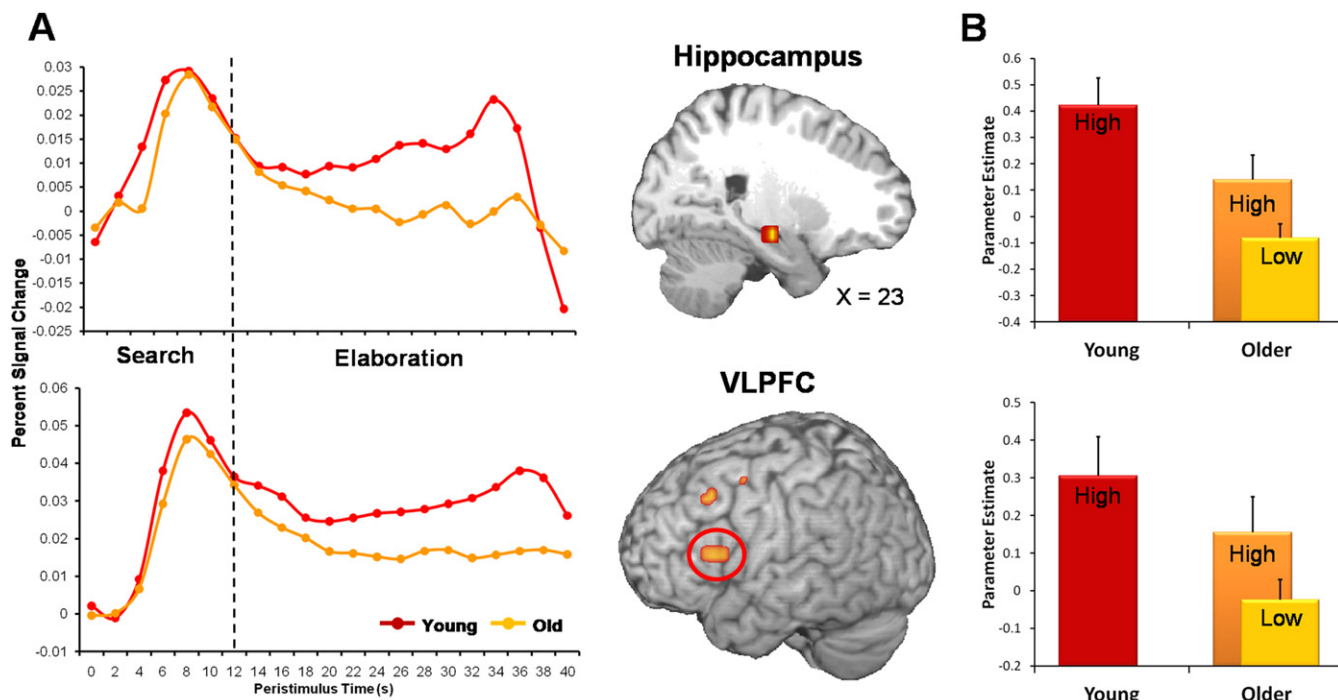 A
B
Hippocampus
X = 23
Percent Signal Change
0.03
0.025
0.02
0.015
0.01
0.005
0
-0.005
-0.01
-0.015
-0.02
-0.025
Search
Elaboration
0.06
0.05
0.04
0.03
0.02
0.01
0
-0.01
Young Old
0 2 4 6 8 10 12 14 16 18 20 22 24 26 28 30 32 34 36 38 40
Peristimulus Time (s)
VLPFC
Parameter Estimate
0.6
0.5
0.4
0.3
0.2
0.1
0
-0.1
-0.2
-0.3
-0.4
High
High
Low
Young Older
Parameter Estimate
0.5
0.4
0.3
0.2
0.1
0
-0.1
-0.2
High
High
Low
Young Older